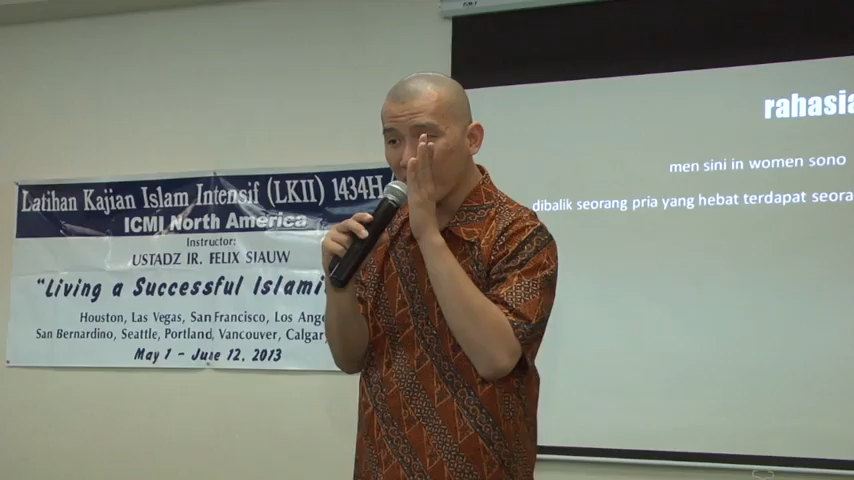 Latihan Kajian Islam Intensif (LKII) 1434H
ICMI North America
Instructor:
USTADZ IR. FELIX SIAUW
"Living a Successful Islami
Houston, Las Vegas, San Francisco, Los Ang
San Bernardino, Seattle, Portland, Vancouver, Calgary
May 1 - June 12, 2013
rahasia
men sini in women sono
dibalik seorang pria yang hebat terdapat seora